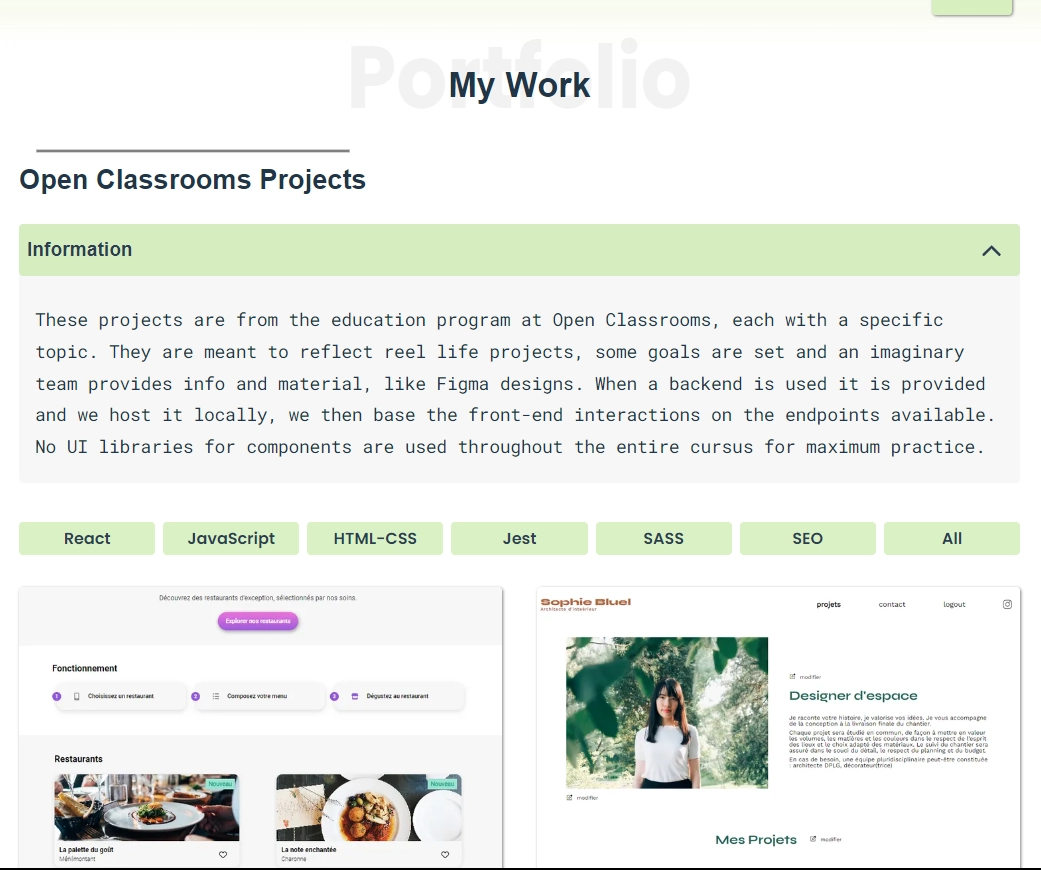 Portfolio
My Work
Open Classrooms Projects
Information
These projects are from the education program at Open Classrooms, each with a specific
topic. They are meant to reflect reel life projects, some goals are set and an imaginary
team provides info and material, like Figma designs. When a backend is used it is provided
and we host it locally, we then base the front-end interactions on the endpoints available.
No UI libraries for components are used throughout the entire cursus for maximum practice.
React JavaScript HTML-CSS Jest SASS SEO All
Découvrez des restaurants d'exception, sélectionnés par nos soins.
Explorer nos restaurants
Fonctionnement
1 Choisissez un restaurant 2 Composez votre menu 3 Dégustez au restaurant
Restaurants
Nouveau Nouveau
La palette du goût La note enchantée
Ménilmontant Charonne
Sophie Bluel
Architecte d'intérieur
projets contact logout
modifier
Designer d'espace
Je raconte votre histoire, je valorise vos idées. Je vous accompagne
de la conception à la livraison finale du chantier.
Chaque projet sera étudié en commun, de façon à mettre en valeur
les volumes, les matières et les couleurs dans le respect de l'esprit
des lieux et le choix adapté des matériaux. Le suivi du chantier sera
assuré dans le souci du détail, le respect du planning et du budget.
En cas de besoin, une équipe pluridisciplinaire peut-être constituée
: architecte DPLG, décorateur(trice)
modifier
Mes Projets modifier